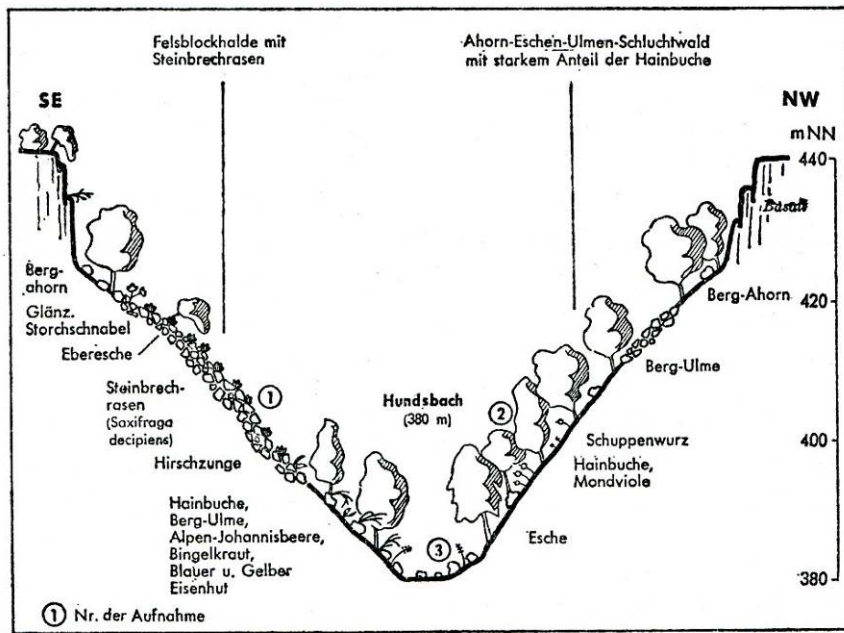 Felsblockhalde mit
Steinbrechrasen
Ahorn-Eschen-Ulmen-Schluchtwald
mit starkem Anteil der Hainbuche
SE
NW
mNN
440
Basalt
Berg-
ahorn
Glänz.
Storchschnabel
Eberesche
Berg-Ahorn
420
Berg-Ulme
Steinbrech-
rasen
(Saxifraga
decipiens)
1
Hundsbach
(380 m)
2
Schuppenwurz
400
Hirschzunge
Hainbuche,
Mondviole
Hainbuche,
Berg-Ulme,
Alpen-Johannisbeere,
Bingelkraut,
Blauer u. Gelber
Eisenhut
3
Esche
380
1 Nr. der Aufnahme